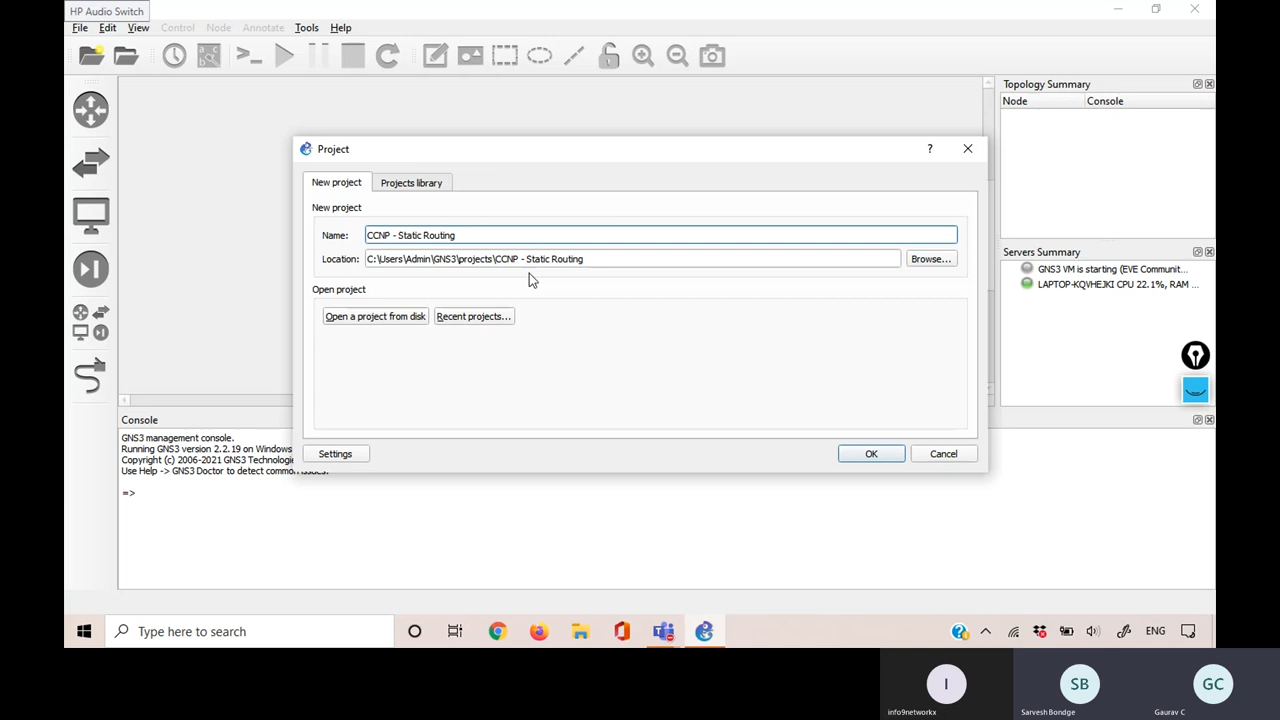 HP Audio Switch
File Edit View Control Node Annotate Tools Help
Topology Summary
Node Console
Project
?
New project Projects library
New project
Name: CCNP - Static Routing
Location: C:\Users\Admin\GNS3\projects\CCNP - Static Routing Browse...
Open project
Open a project from disk Recent projects...
Settings OK Cancel
Servers Summary
GNS3 VM is starting (EVE Communit...
LAPTOP-KQVHEJKI CPU 22.1%, RAM ...
Console
GNS3 management console.
Running GNS3 version 2.2.19 on Windows
Copyright (c) 2006-2021 GNS3 Technologie
Use Help -> GNS3 Doctor to detect common issues.
=>
Type here to search
ENG
I SB GC
info9networkx Sarvesh Bondge Gaurav C